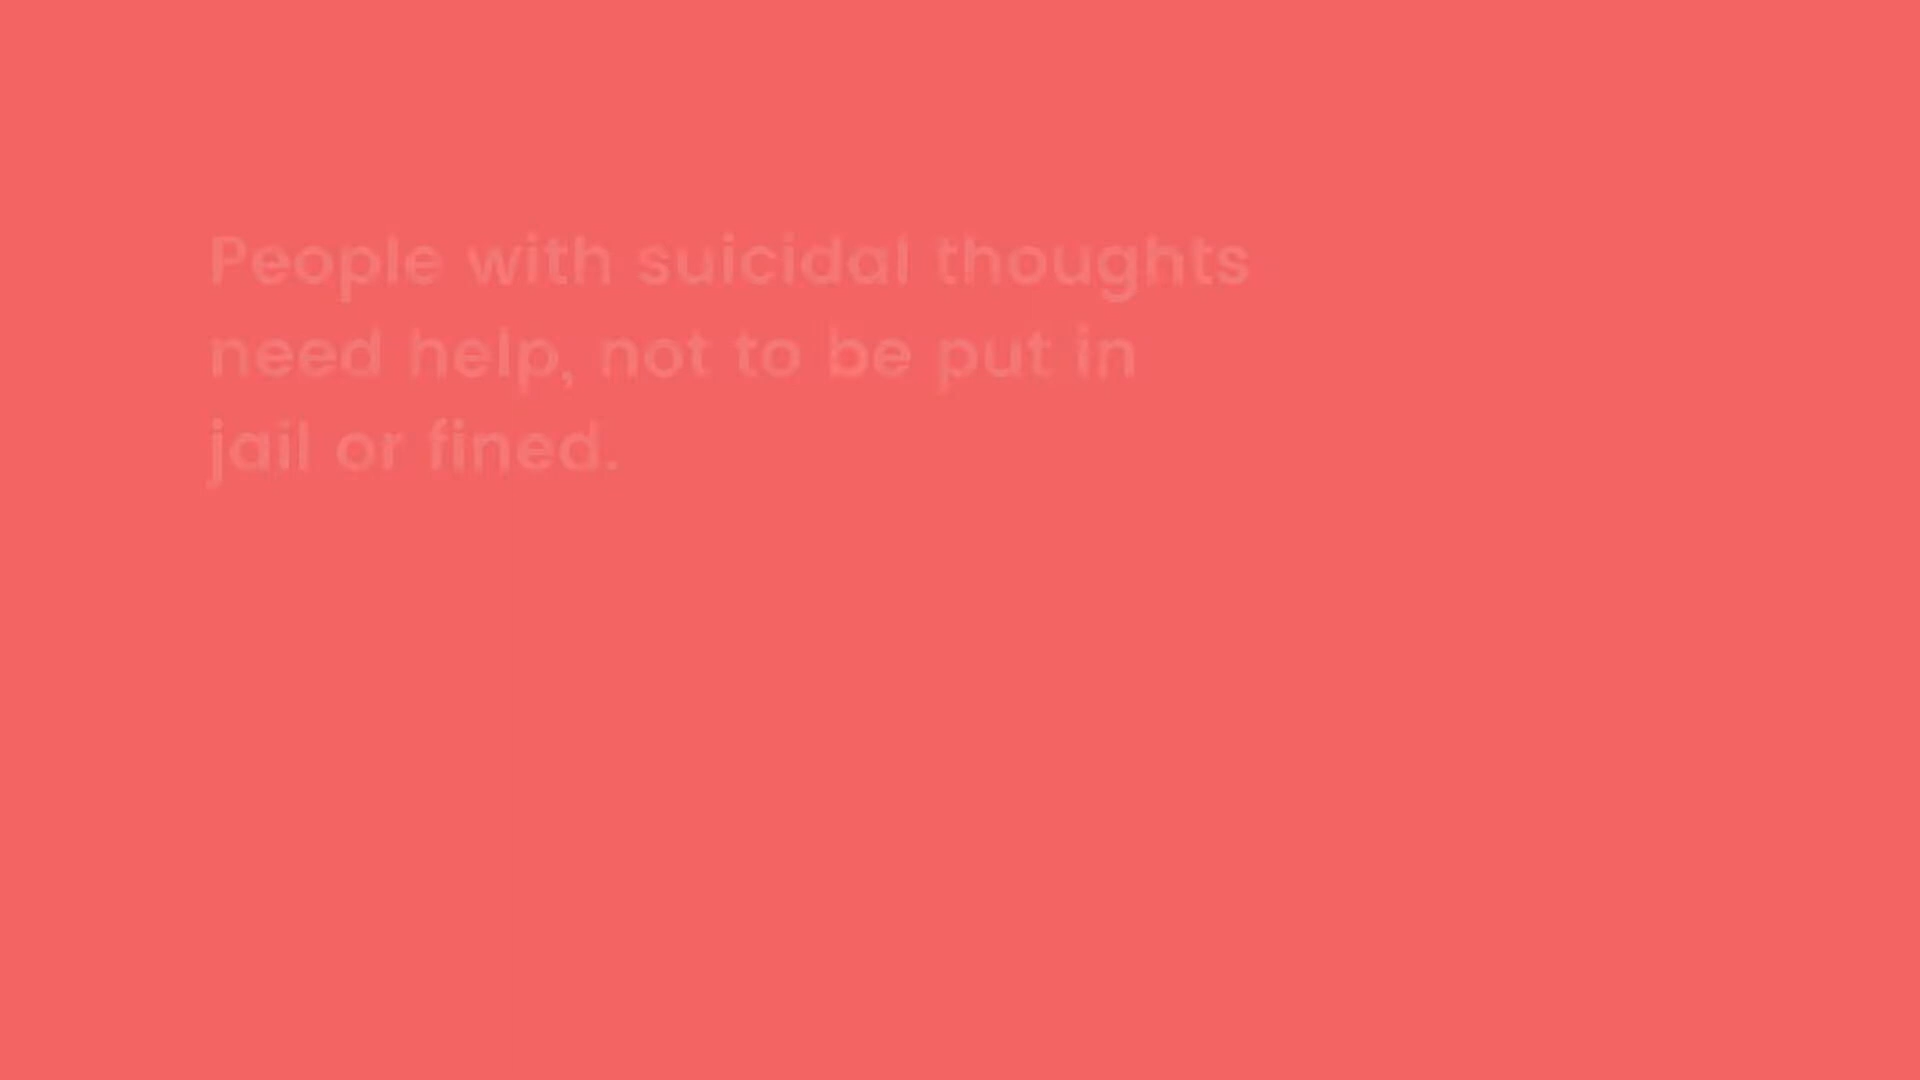 People with suicidal thoughts
need help, not to be put in
jail or fined.